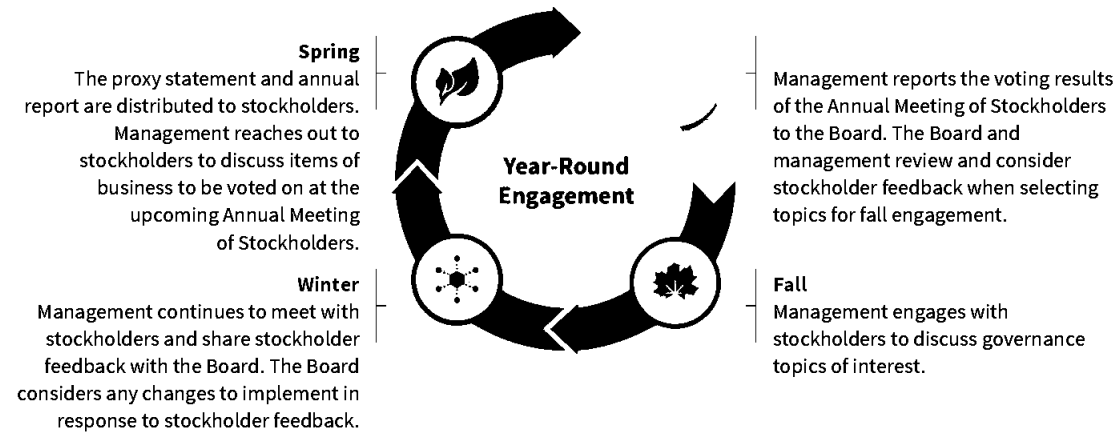 Spring
The proxy statement and annual
report are distributed to stockholders.
Management reaches out to
stockholders to discuss items of
business to be voted on at the
upcoming Annual Meeting
of Stockholders.
Management reports the voting results
of the Annual Meeting of Stockholders
to the Board. The Board and
management review and consider
stockholder feedback when selecting
topics for fall engagement.
Year-Round
Engagement
Winter
Management continues to meet with
stockholders and share stockholder
feedback with the Board. The Board
considers any changes to implement in
response to stockholder feedback.
Fall
Management engages with
stockholders to discuss governance
topics of interest.